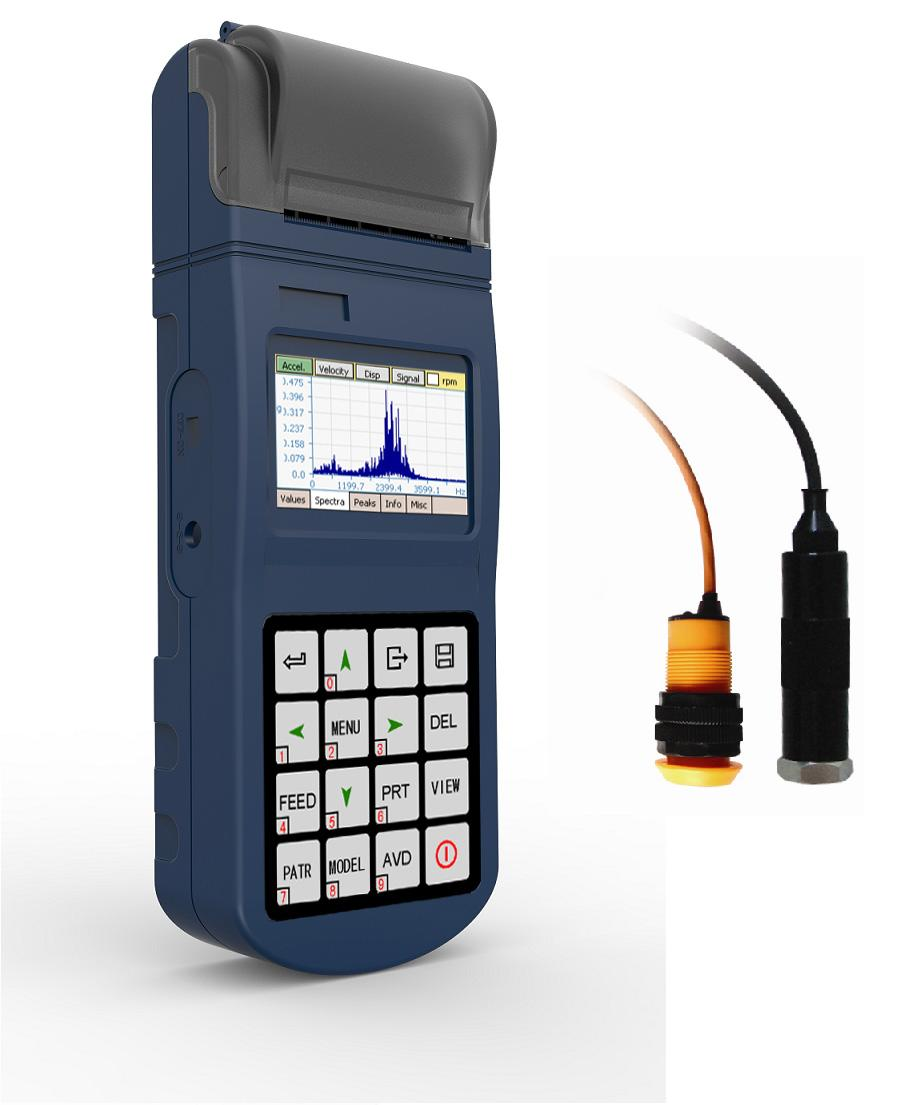 Accel. Velocity Disp Signal rpm
0.475
0.396
g
0.317
0.237
0.158
0.079
0.0
0 1199.7 2399.4 3599.1 Hz
Values Spectra Peaks Info Misc
0
1 MENU 2 3 DEL
FEED 4 5 PRT 6 VIEW
PATR 7 MODEL 8 AVD 9